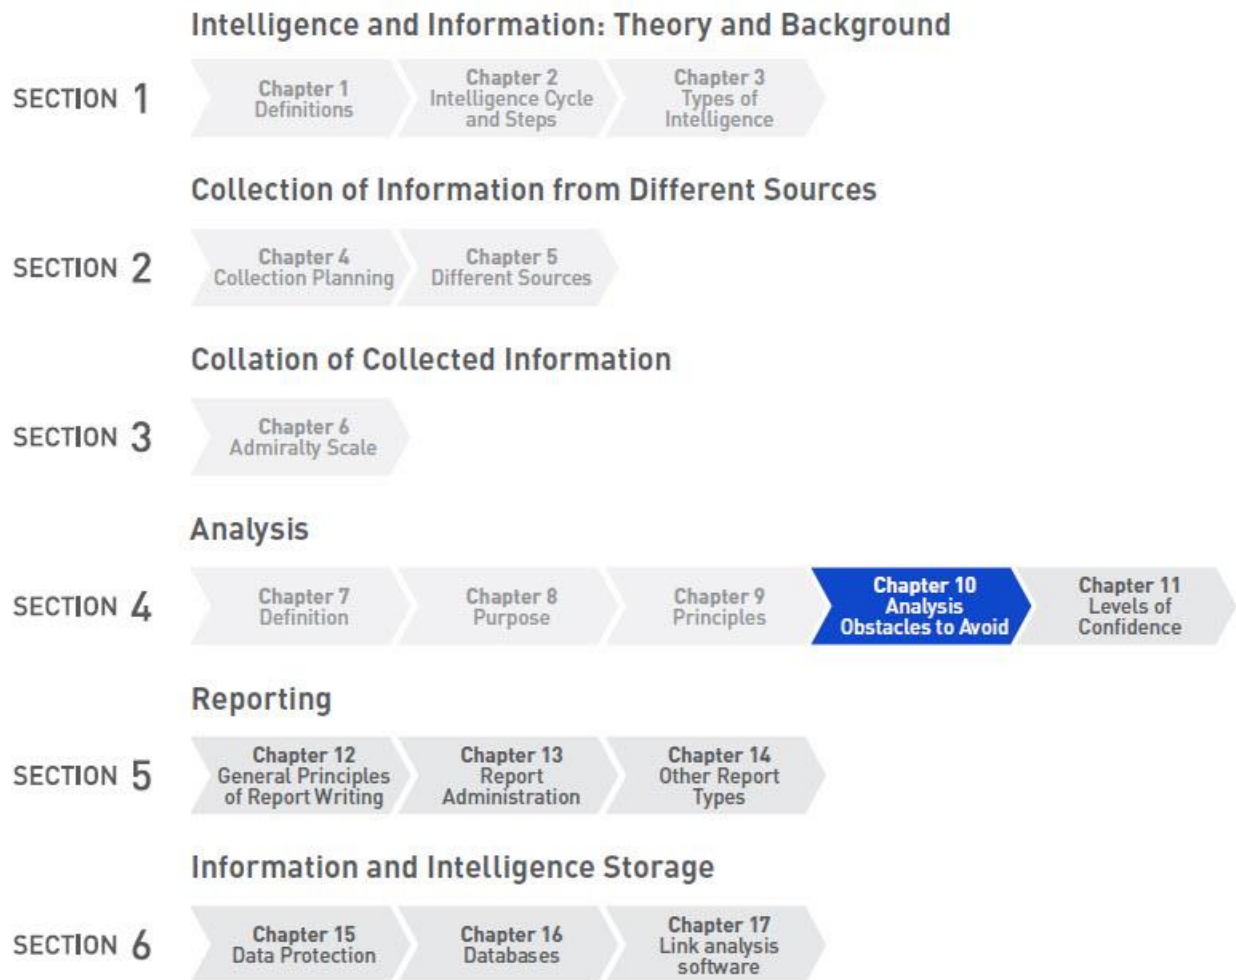 Intelligence and Information: Theory and Background
SECTION 1
Chapter 1
Definitions
Chapter 2
Intelligence Cycle
and Steps
Chapter 3
Types of
Intelligence
Collection of Information from Different Sources
SECTION 2
Chapter 4
Collection Planning
Chapter 5
Different Sources
Collation of Collected Information
SECTION 3
Chapter 6
Admiralty Scale
Analysis
SECTION 4
Chapter 7
Definition
Chapter 8
Purpose
Chapter 9
Principles
Chapter 10
Analysis
Obstacles to Avoid
Chapter 11
Levels of
Confidence
Reporting
SECTION 5
Chapter 12
General Principles
of Report Writing
Chapter 13
Report
Administration
Chapter 14
Other Report
Types
Information and Intelligence Storage
SECTION 6
Chapter 15
Data Protection
Chapter 16
Databases
Chapter 17
Link analysis
software